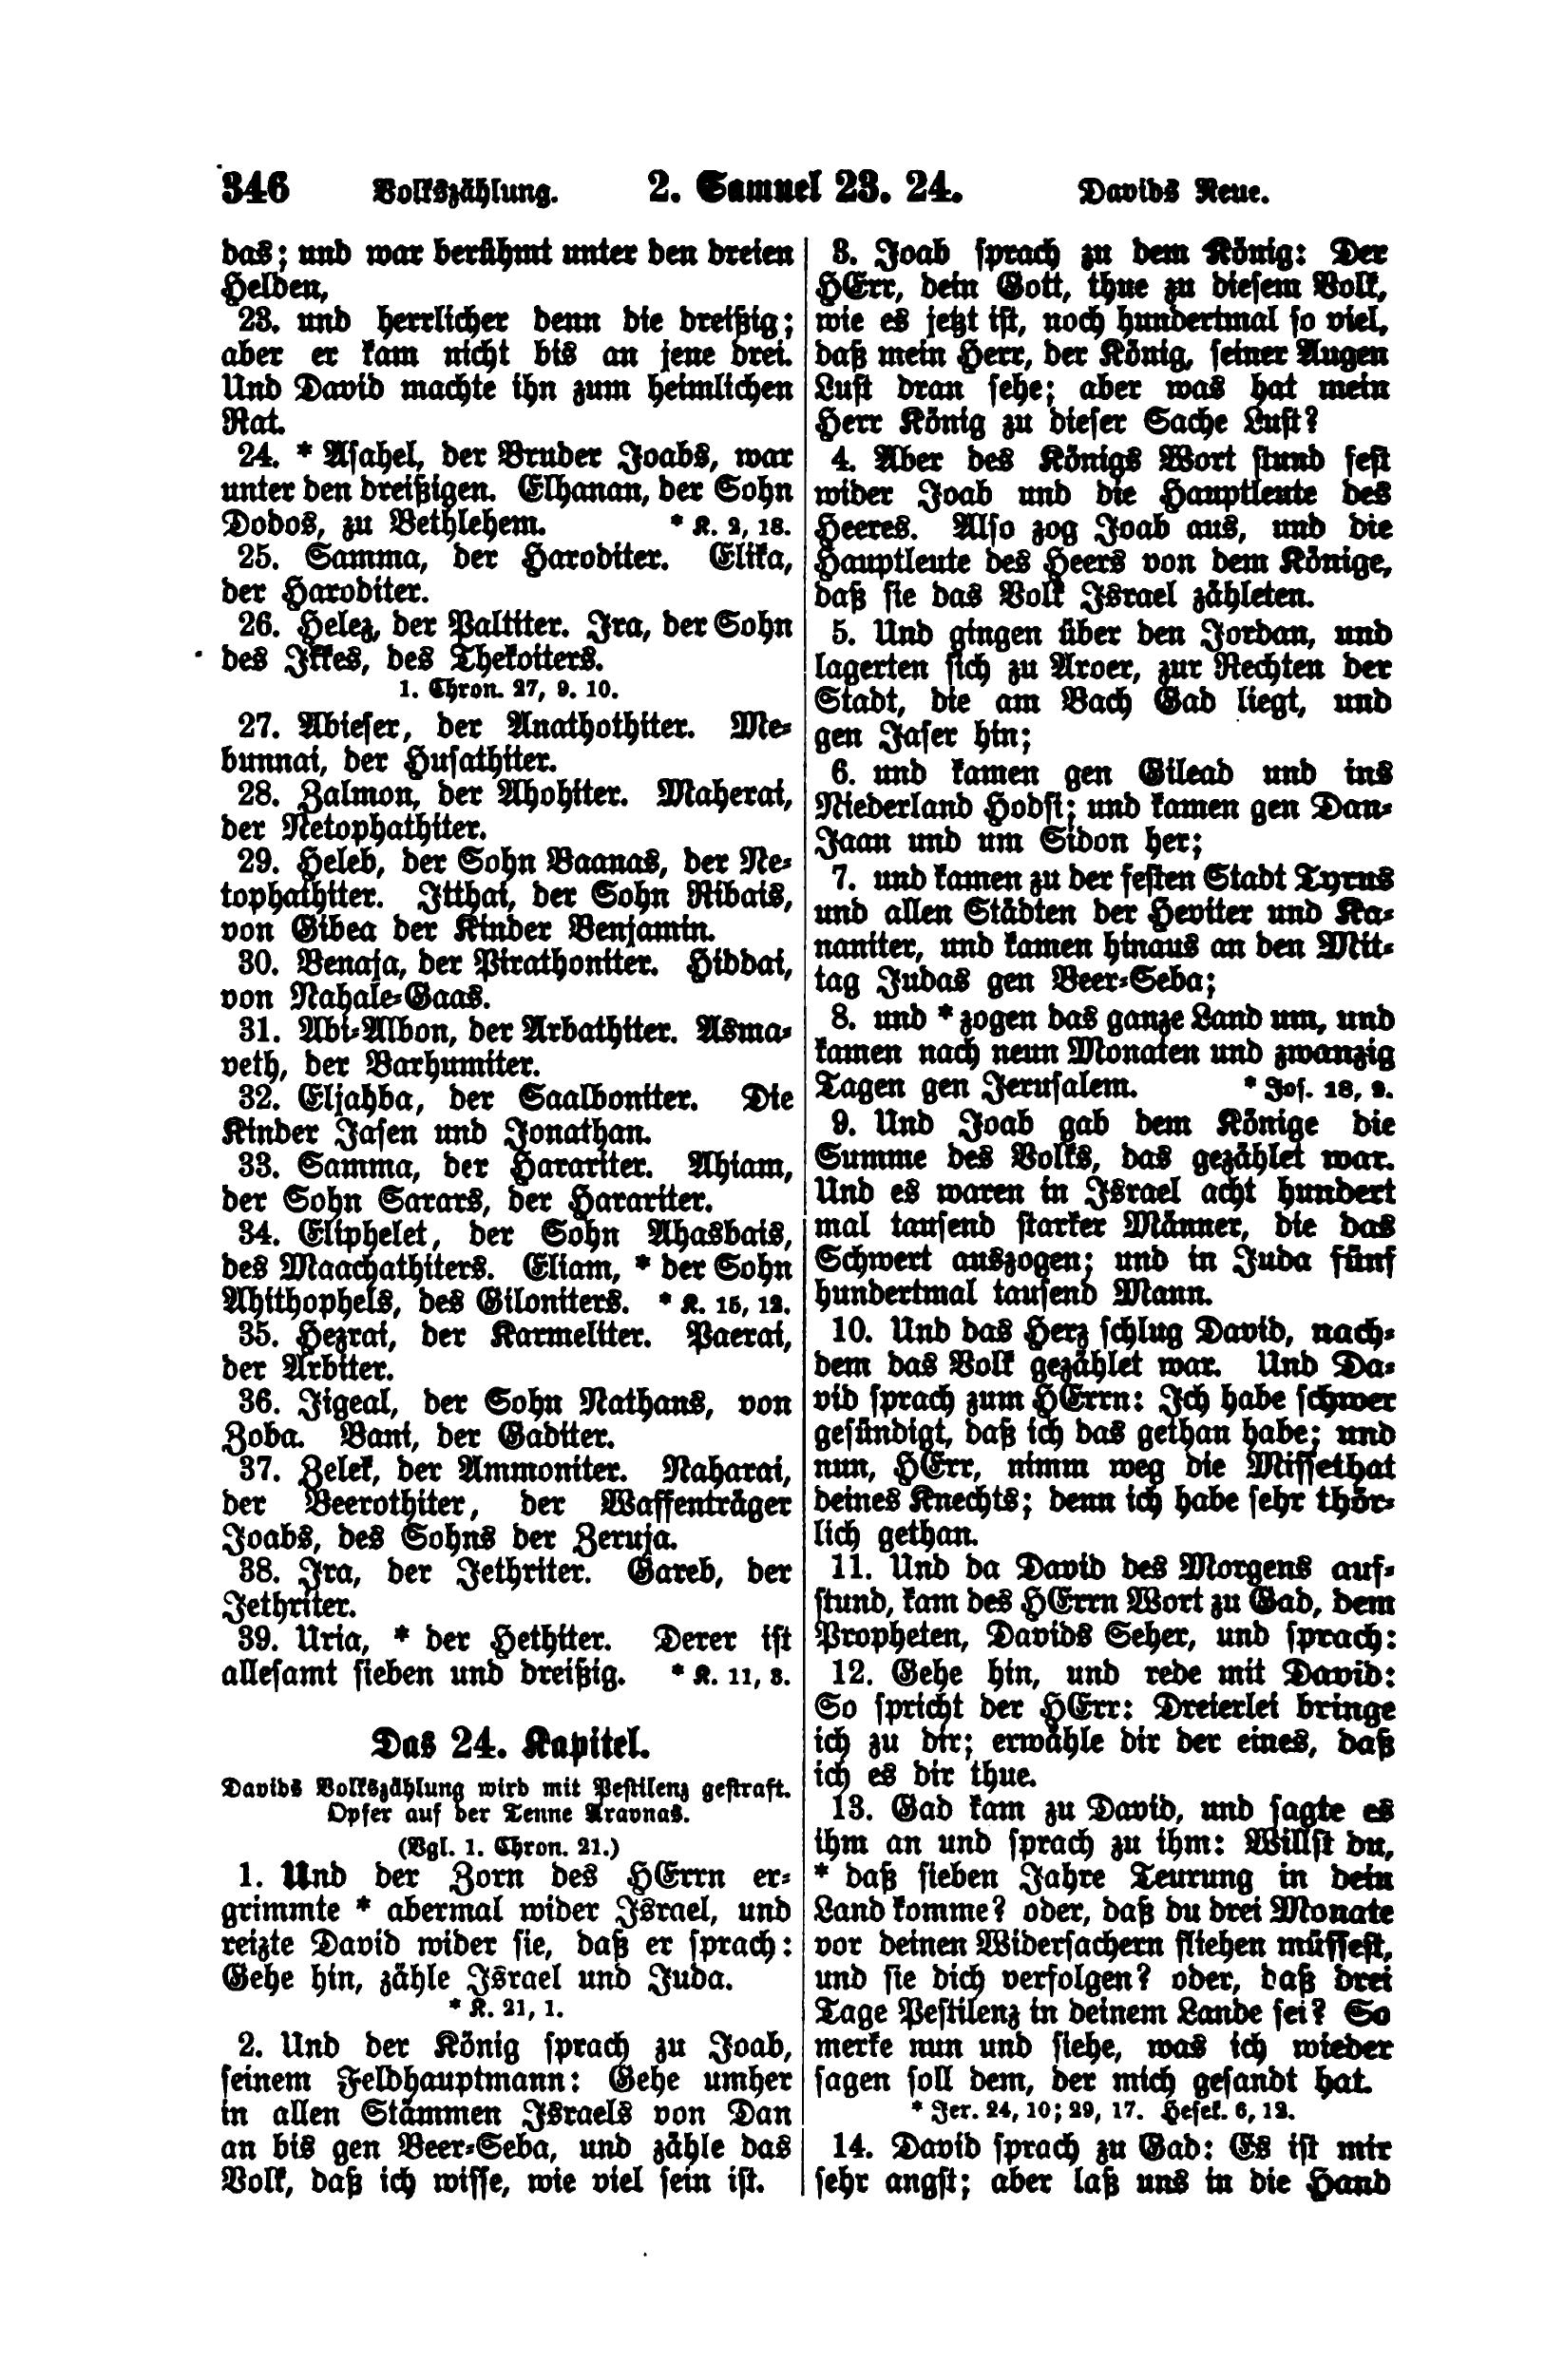 346 Volkszählung. 2. Samuel 23. 24. Davids Reue.
das; und war berühmt unter den dreien
Helden,
23. und herrlicher denn die dreißig;
aber er kam nicht bis an jene drei.
Und David machte ihn zum heimlichen
Rat.
24. * Asahel, der Bruder Joabs, war
unter den dreißigen. Elhanan, der Sohn
Dodos, zu Bethlehem. * K. 2, 18.
25. Samma, der Haroditer. Elika,
der Haroditer.
26. Helez, der Paltiter. Ira, der Sohn
des Ikkes, des Thekoiters.
1. Chron. 27, 9. 10.
27. Abieser, der Anathothiter. Me-
bunnai, der Husathiter.
28. Zalmon, der Ahohiter. Maherai,
der Netophathiter.
29. Heleb, der Sohn Baanas, der Ne-
tophathiter. Itthai, der Sohn Ribais,
von Gibea der Kinder Benjamin.
30. Benaja, der Pirathoniter. Hiddai,
von Nahale-Gaas.
31. Abi-Albon, der Arbathiter. Asma-
veth, der Barhumiter.
32. Eljahba, der Saalboniter. Die
Kinder Jasen und Jonathan.
33. Samma, der Harariter. Ahiam,
der Sohn Sarars, der Harariter.
34. Eliphelet, der Sohn Ahasbais,
des Maachathiters. Eliam, * der Sohn
Ahithophels, des Giloniters. * K. 15, 12.
35. Hezrai, der Karmeliter. Paerai,
der Arbiter.
36. Jigeal, der Sohn Nathans, von
Zoba. Bani, der Gaditer.
37. Zelek, der Ammoniter. Naharai,
der Beerothiter, der Waffenträger
Joabs, des Sohns der Zeruja.
38. Ira, der Jethriter. Gareb, der
Jethriter.
39. Uria, * der Hethiter. Derer ist
allesamt sieben und dreißig. * K. 11, 3.
Das 24. Kapitel.
Davids Volkszählung wird mit Pestilenz gestraft.
Opfer auf der Tenne Aravnas.
(Vgl. 1. Chron. 21.)
1. Und der Zorn des HErrn er-
grimmte * abermal wider Israel, und
reizte David wider sie, daß er sprach:
Gehe hin, zähle Israel und Juda.
* K. 21, 1.
2. Und der König sprach zu Joab,
seinem Feldhauptmann: Gehe umher
in allen Stämmen Israels von Dan
an bis gen Beer-Seba, und zähle das
Volk, daß ich wisse, wie viel sein ist.
3. Joab sprach zu dem König: Der
HErr, dein Gott, thue zu diesem Volk,
wie es jetzt ist, noch hundertmal so viel,
daß mein Herr, der König, seiner Augen
Lust dran sehe; aber was hat mein
Herr König zu dieser Sache Lust?
4. Aber des Königs Wort stund fest
wider Joab und die Hauptleute des
Heeres. Also zog Joab aus, und die
Hauptleute des Heers von dem Könige,
daß sie das Volk Israel zähleten.
5. Und gingen über den Jordan, und
lagerten sich zu Aroer, zur Rechten der
Stadt, die am Bach Gad liegt, und
gen Jaser hin;
6. und kamen gen Gilead und ins
Niederland Hodsi; und kamen gen Dan-
Jaan und um Sidon her;
7. und kamen zu der festen Stadt Tyrus
und allen Städten der Heviter und Ka-
naniter, und kamen hinaus an den Mit-
tag Judas gen Beer-Seba;
8. und * zogen das ganze Land um, und
kamen nach neun Monaten und zwanzig
Tagen gen Jerusalem. * Jos. 18, 9.
9. Und Joab gab dem Könige die
Summe des Volks, das gezählet war.
Und es waren in Israel acht hundert
mal tausend starker Männer, die das
Schwert auszogen; und in Juda fünf
hundertmal tausend Mann.
10. Und das Herz schlug David, nach-
dem das Volk gezählet war. Und Da-
vid sprach zum HErrn: Ich habe schwer
gesündigt, daß ich das gethan habe; und
nun, HErr, nimm weg die Missethat
deines Knechts; denn ich habe sehr thör-
lich gethan.
11. Und da David des Morgens auf-
stund, kam des HErrn Wort zu Gad, dem
Propheten, Davids Seher, und sprach:
12. Gehe hin, und rede mit David:
So spricht der HErr: Dreierlei bringe
ich zu dir; erwähle dir der eines, daß
ich es dir thue.
13. Gad kam zu David, und sagte es
ihm an und sprach zu ihm: Willst du,
* daß sieben Jahre Teurung in dein
Land komme? oder, daß du drei Monate
vor deinen Widersachern fliehen müssest,
und sie dich verfolgen? oder, daß drei
Tage Pestilenz in deinem Lande sei? So
merke nun und siehe, was ich wieder
sagen soll dem, der mich gesandt hat.
* Jer. 24, 10; 29, 17. Hesek. 6, 12.
14. David sprach zu Gad: Es ist mir
sehr angst; aber laß uns in die Hand